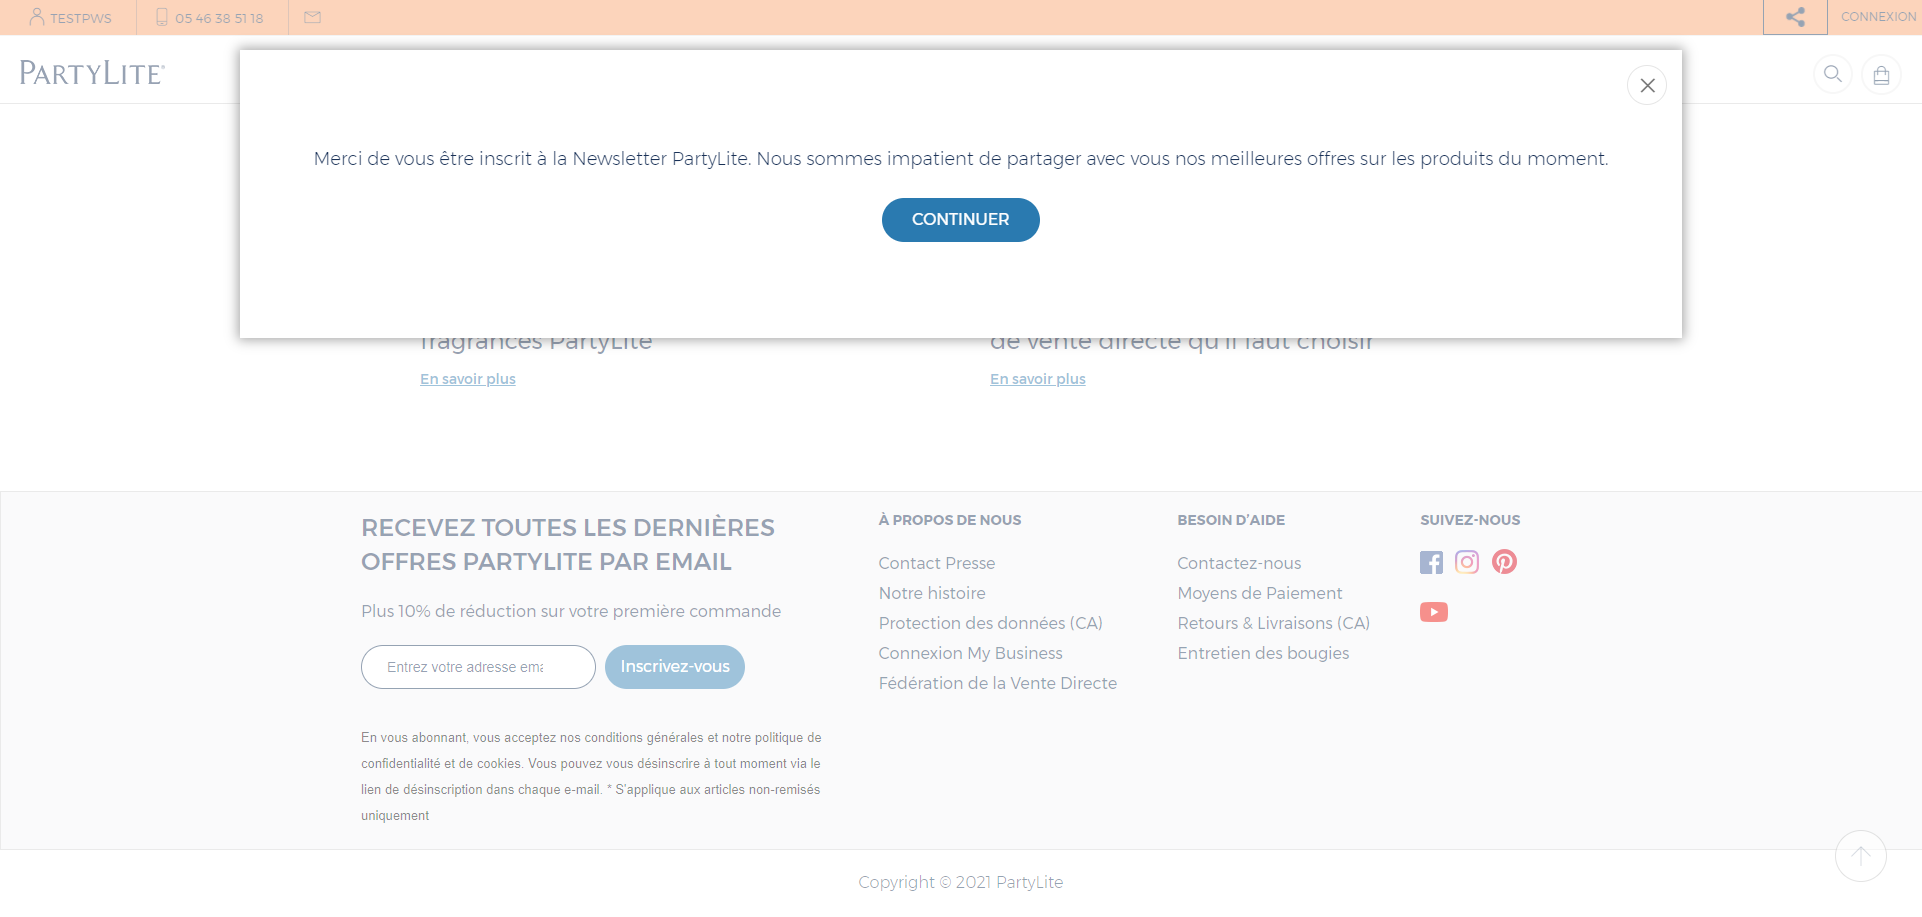 TESTPWS
05 46 38 51 18
CONNEXION
PARTYLITE®
Merci de vous être inscrit à la Newsletter PartyLite. Nous sommes impatient de partager avec vous nos meilleures offres sur les produits du moment.
CONTINUER
fragrances PartyLite
En savoir plus
de vente directe qu'il faut choisir
En savoir plus
RECEVEZ TOUTES LES DERNIÈRES
OFFRES PARTYLITE PAR EMAIL
Plus 10% de réduction sur votre première commande
Entrez votre adresse ema
Inscrivez-vous
En vous abonnant, vous acceptez nos conditions générales et notre politique de
confidentialité et de cookies. Vous pouvez vous désinscrire à tout moment via le
lien de désinscription dans chaque e-mail. * S'applique aux articles non-remisés
uniquement
À PROPOS DE NOUS
Contact Presse
Notre histoire
Protection des données (CA)
Connexion My Business
Fédération de la Vente Directe
BESOIN D'AIDE
Contactez-nous
Moyens de Paiement
Retours & Livraisons (CA)
Entretien des bougies
SUIVEZ-NOUS
Copyright © 2021 PartyLite